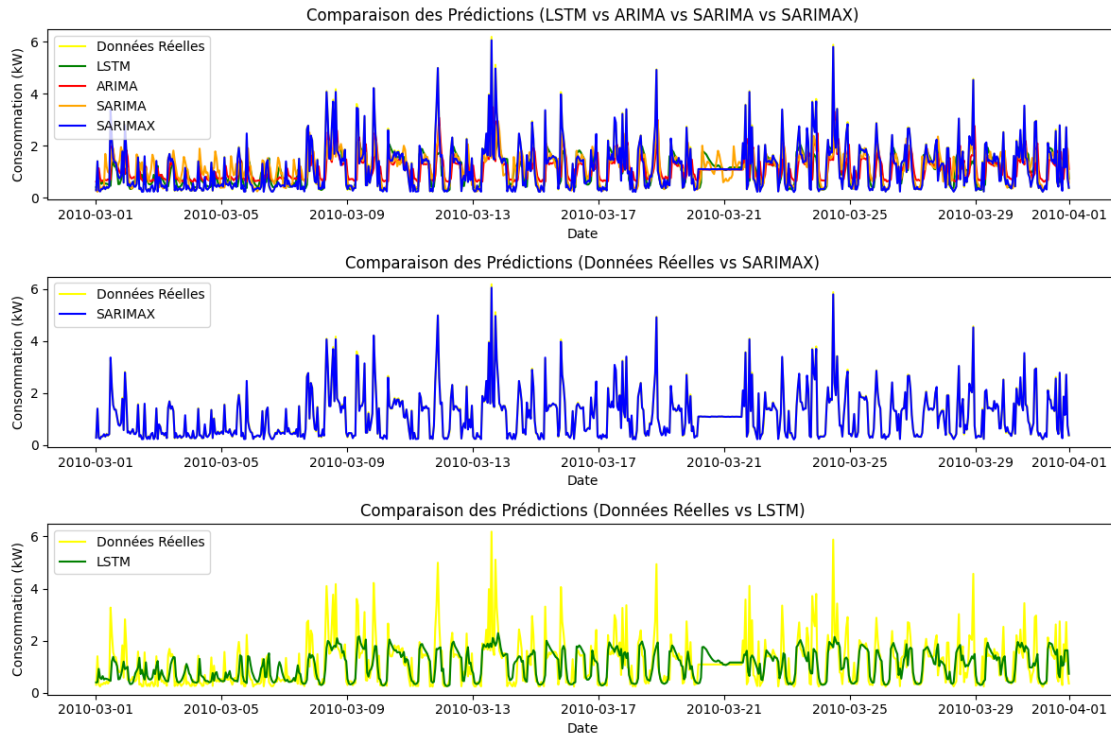 Comparaison des Prédictions (LSTM vs ARIMA vs SARIMA vs SARIMAX)
Consommation (kW)
6
4
2
0
Données Réelles
LSTM
ARIMA
SARIMA
SARIMAX
2010-03-01 2010-03-05 2010-03-09 2010-03-13 2010-03-17 2010-03-21 2010-03-25 2010-03-29 2010-04-01
Date
Comparaison des Prédictions (Données Réelles vs SARIMAX)
Consommation (kW)
6
4
2
0
Données Réelles
SARIMAX
2010-03-01 2010-03-05 2010-03-09 2010-03-13 2010-03-17 2010-03-21 2010-03-25 2010-03-29 2010-04-01
Date
Comparaison des Prédictions (Données Réelles vs LSTM)
Consommation (kW)
6
4
2
0
Données Réelles
LSTM
2010-03-01 2010-03-05 2010-03-09 2010-03-13 2010-03-17 2010-03-21 2010-03-25 2010-03-29 2010-04-01
Date